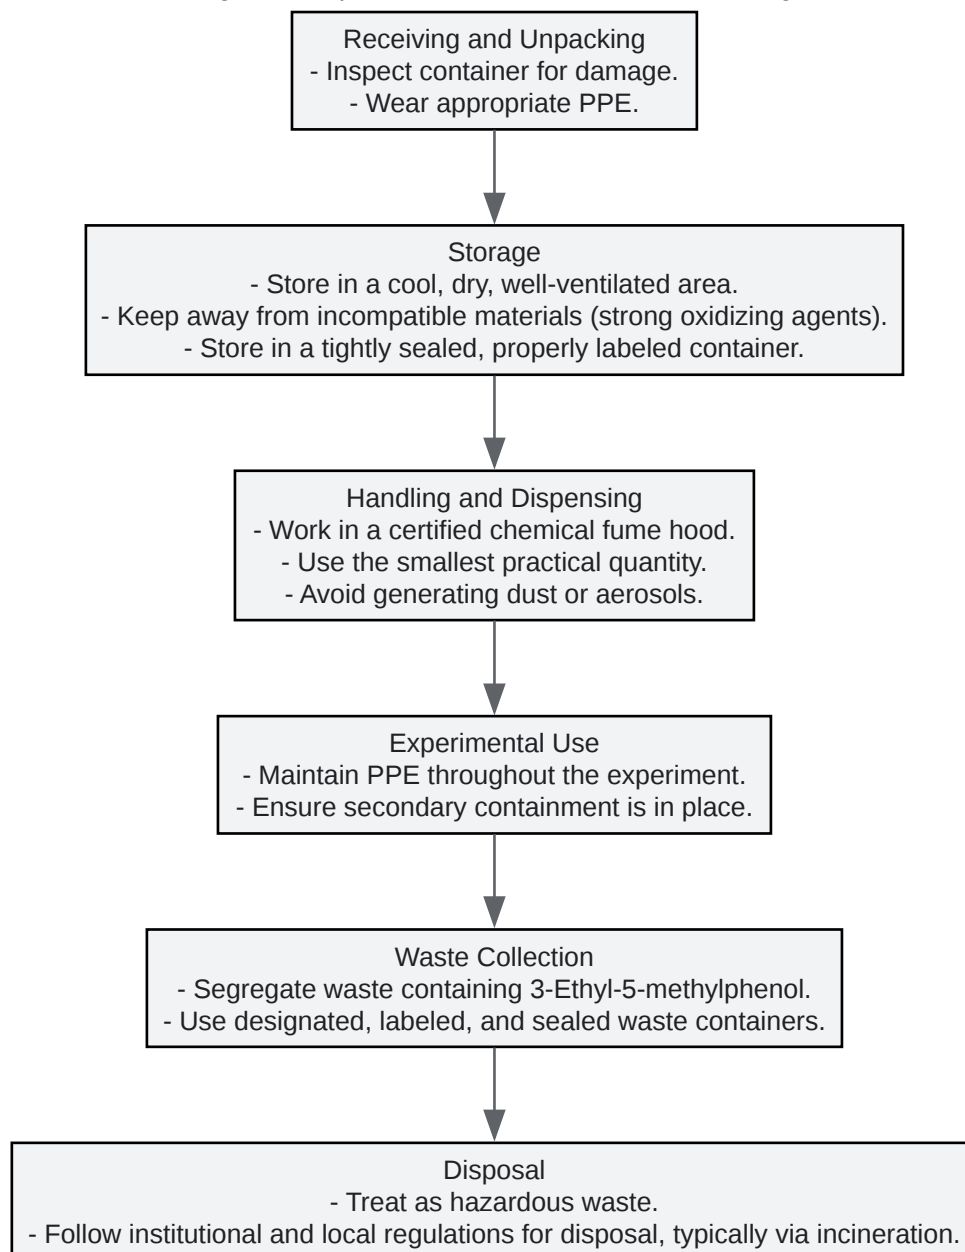 Receiving and Unpacking
- Inspect container for damage.
- Wear appropriate PPE.
Storage
- Store in a cool, dry, well-ventilated area.
- Keep away from incompatible materials (strong oxidizing agents).
- Store in a tightly sealed, properly labeled container.
Handling and Dispensing
- Work in a certified chemical fume hood.
- Use the smallest practical quantity.
- Avoid generating dust or aerosols.
Experimental Use
- Maintain PPE throughout the experiment.
- Ensure secondary containment is in place.
Waste Collection
- Segregate waste containing 3-Ethyl-5-methylphenol.
- Use designated, labeled, and sealed waste containers.
Disposal
- Treat as hazardous waste.
- Follow institutional and local regulations for disposal, typically via incineration.